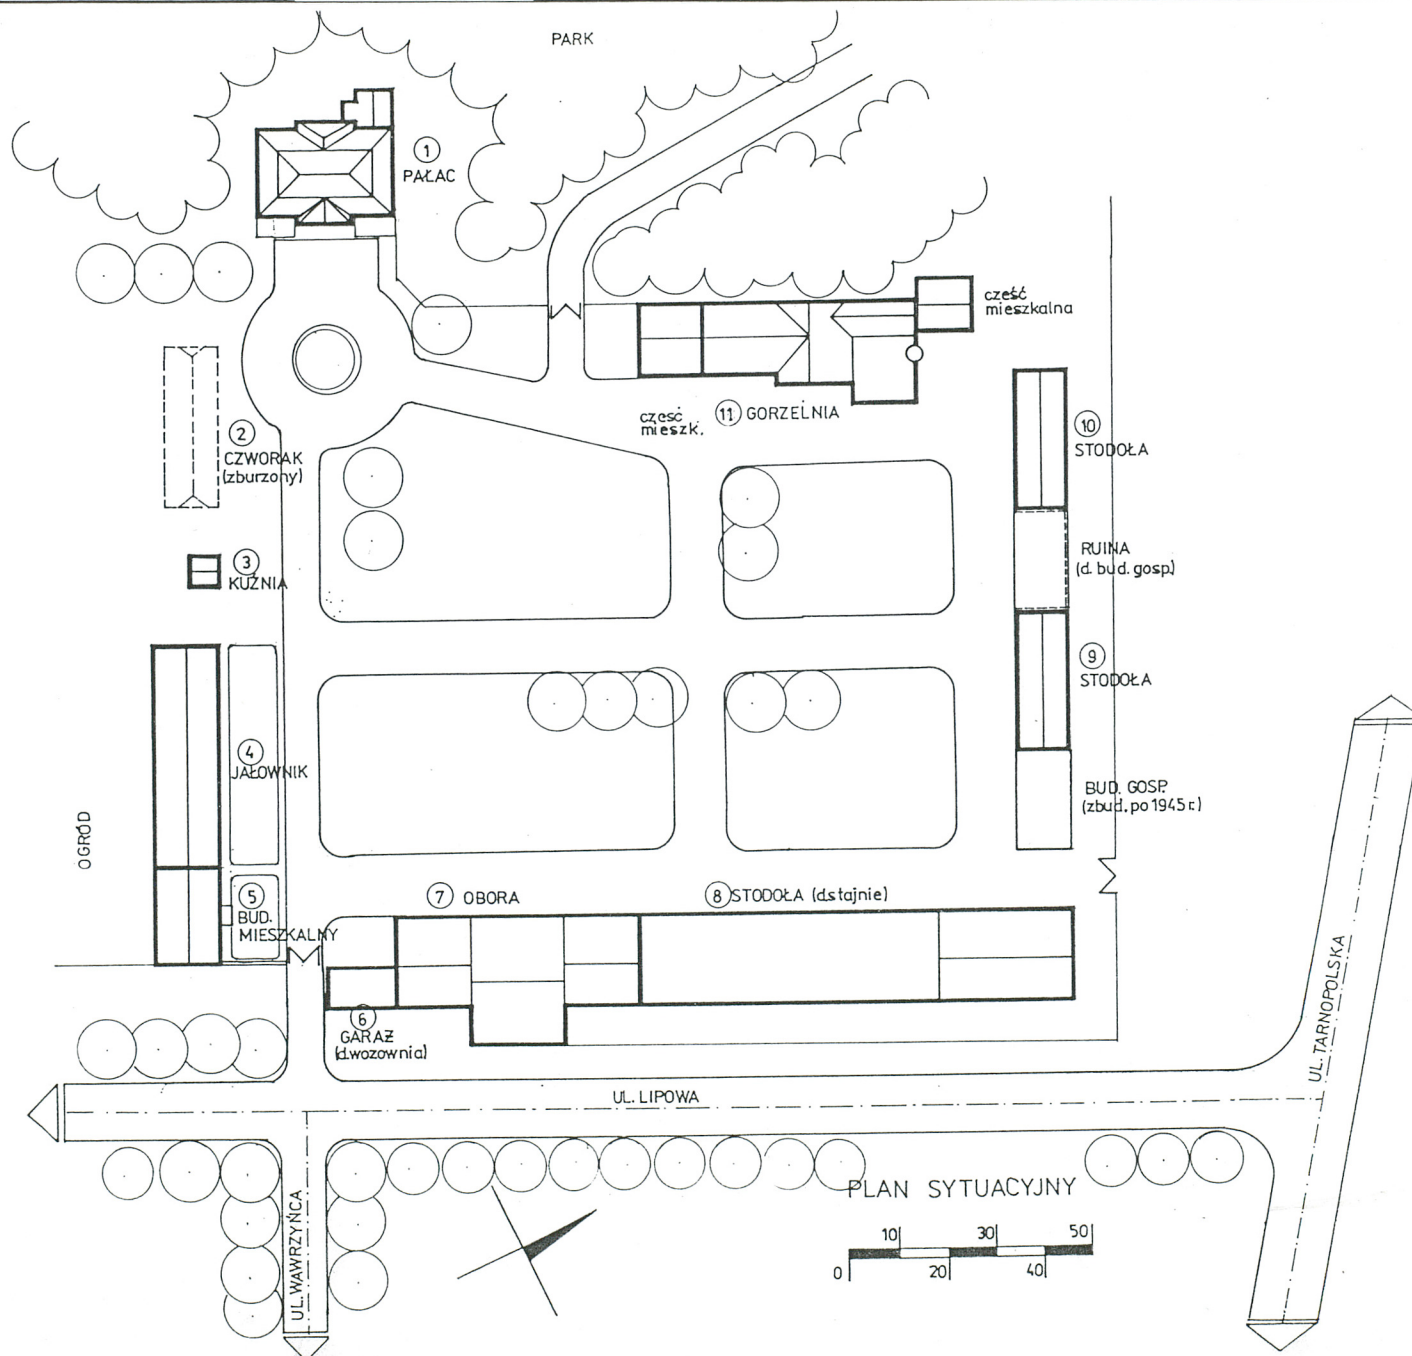 PARK
1
PAŁAC
część
mieszkalna
część
mieszk.
11 GORZELNIA
10
STODOŁA
2
CZWORAK
(zburzony)
RUINA
(d. bud. gosp.)
3
KUŹNIA
9
STODOŁA
4
JAŁOWNIK
BUD. GOSP.
(zbud. po 1945 r.)
OGRÓD
5
BUD.
MIESZKALNY
7 OBORA
8 STODOŁA (d.stajnie)
6
GARAŻ
(d.wozownia)
UL. TARNOPOLSKA
UL. LIPOWA
UL. WAWRZYŃCA
PLAN SYTUACYJNY
10 30 50
0 20 40